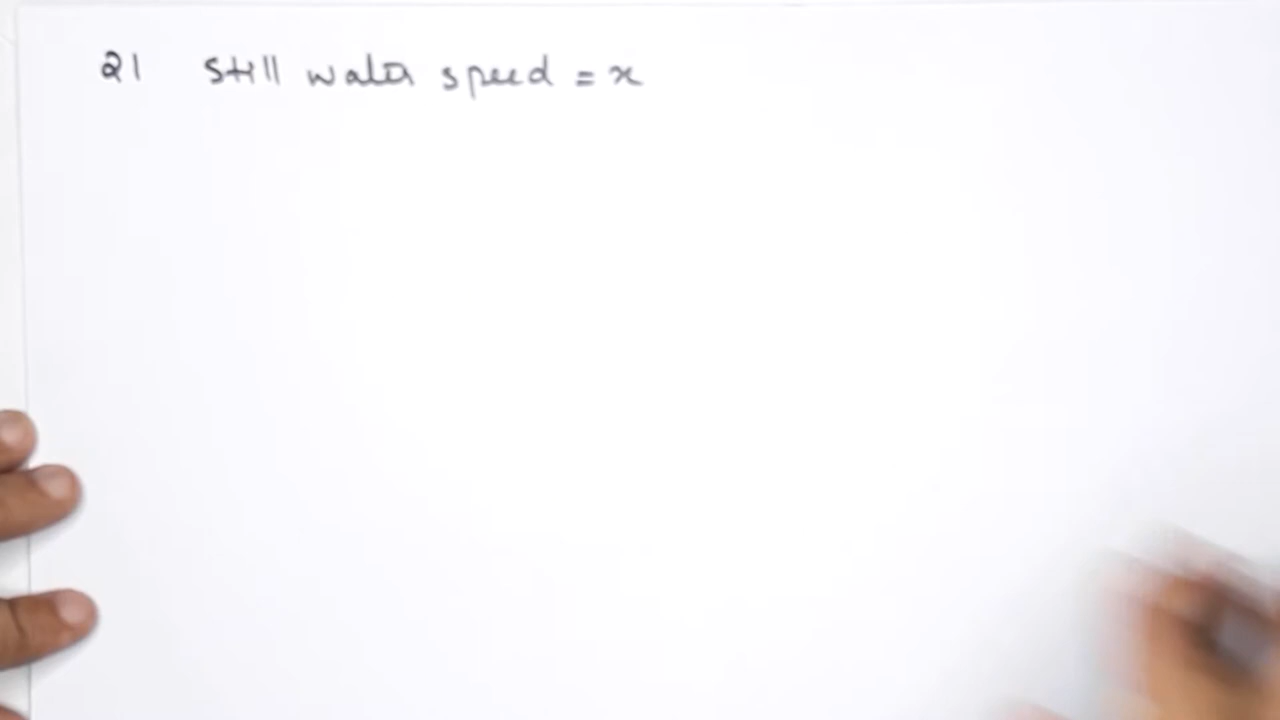 21 Still water speed = x